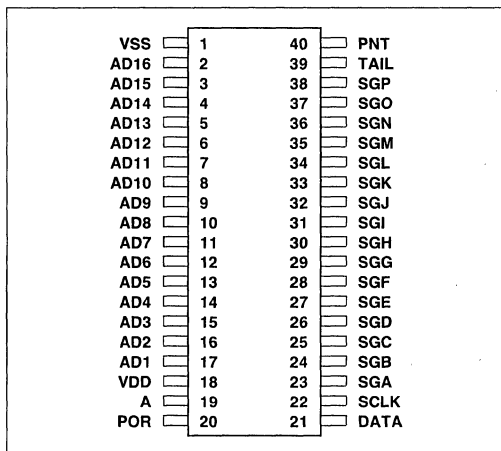 VSS 1 40 PNT
AD16 2 39 TAIL
AD15 3 38 SGP
AD14 4 37 SGO
AD13 5 36 SGN
AD12 6 35 SGM
AD11 7 34 SGL
AD10 8 33 SGK
AD9 9 32 SGJ
AD8 10 31 SGI
AD7 11 30 SGH
AD6 12 29 SGG
AD5 13 28 SGF
AD4 14 27 SGE
AD3 15 26 SGD
AD2 16 25 SGC
AD1 17 24 SGB
VDD 18 23 SGA
A 19 22 SCLK
POR 20 21 DATA